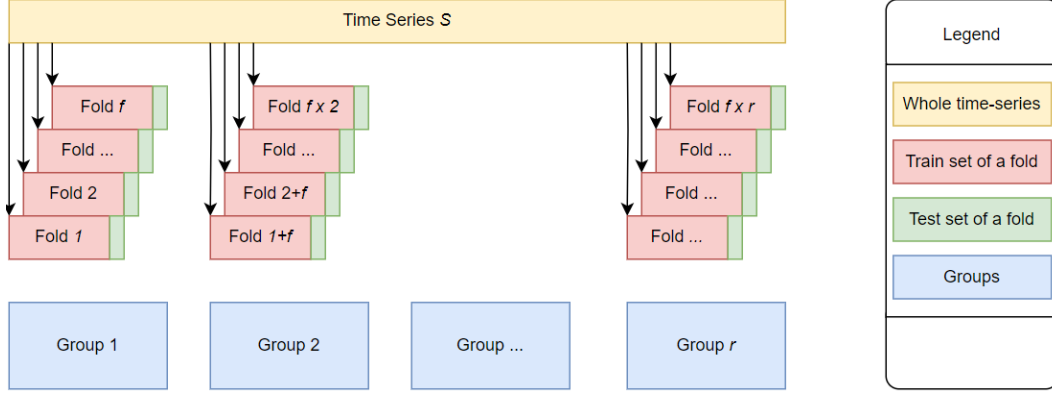 Time Series S
Legend
Fold f
Fold f x 2
Fold f x r
Whole time-series
Fold ...
Fold ...
Fold ...
Train set of a fold
Fold 2
Fold 2+f
Fold ...
Test set of a fold
Fold 1
Fold 1+f
Fold ...
Groups
Group 1
Group 2
Group ...
Group r